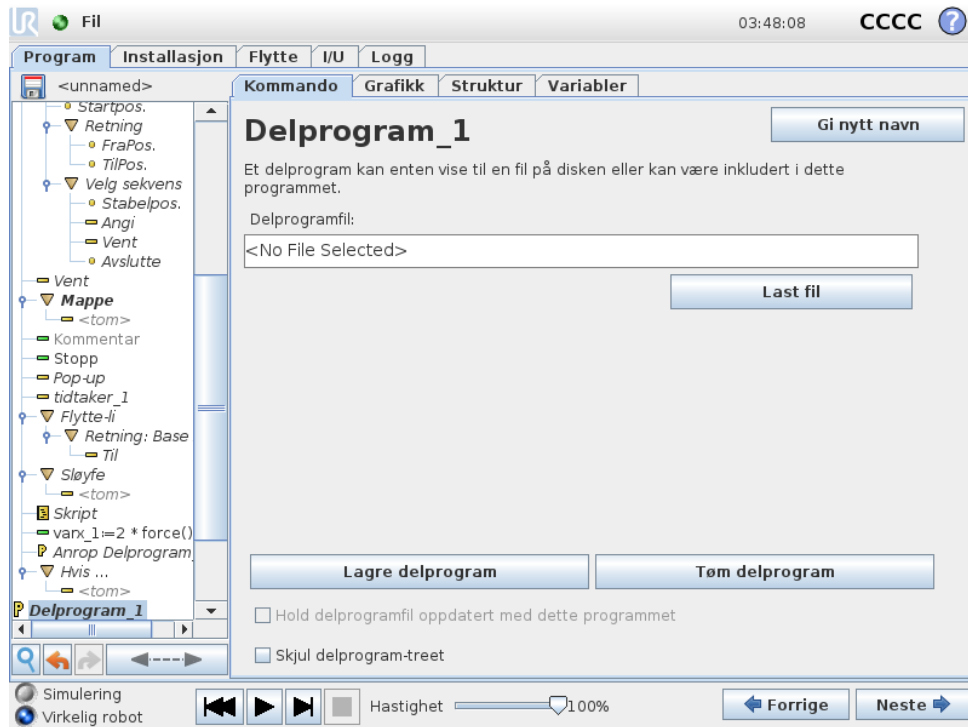 UR Fil 03:48:08 CCCC ?
Program Installasjon Flytte I/U Logg
<unnamed>
Kommando Grafikk Struktur Variabler
Startpos.
Retning
FraPos.
TilPos.
Velg sekvens
Stabelpos.
Angi
Vent
Avslutte
Vent
Mappe
<tom>
Kommentar
Stopp
Pop-up
tidtaker_1
Flytte-li
Retning: Base
Til
Sløyfe
<tom>
Skript
varx_1:=2 * force()
Anrop Delprogram_
Hvis ...
<tom>
Delprogram_1
Delprogram_1
Gi nytt navn
Et delprogram kan enten vise til en fil på disken eller kan være inkludert i dette
programmet.
Delprogramfil:
<No File Selected>
Last fil
Lagre delprogram Tøm delprogram
Hold delprogramfil oppdatert med dette programmet
Skjul delprogram-treet
Simulering
Virkelig robot
Hastighet 100%
Forrige Neste